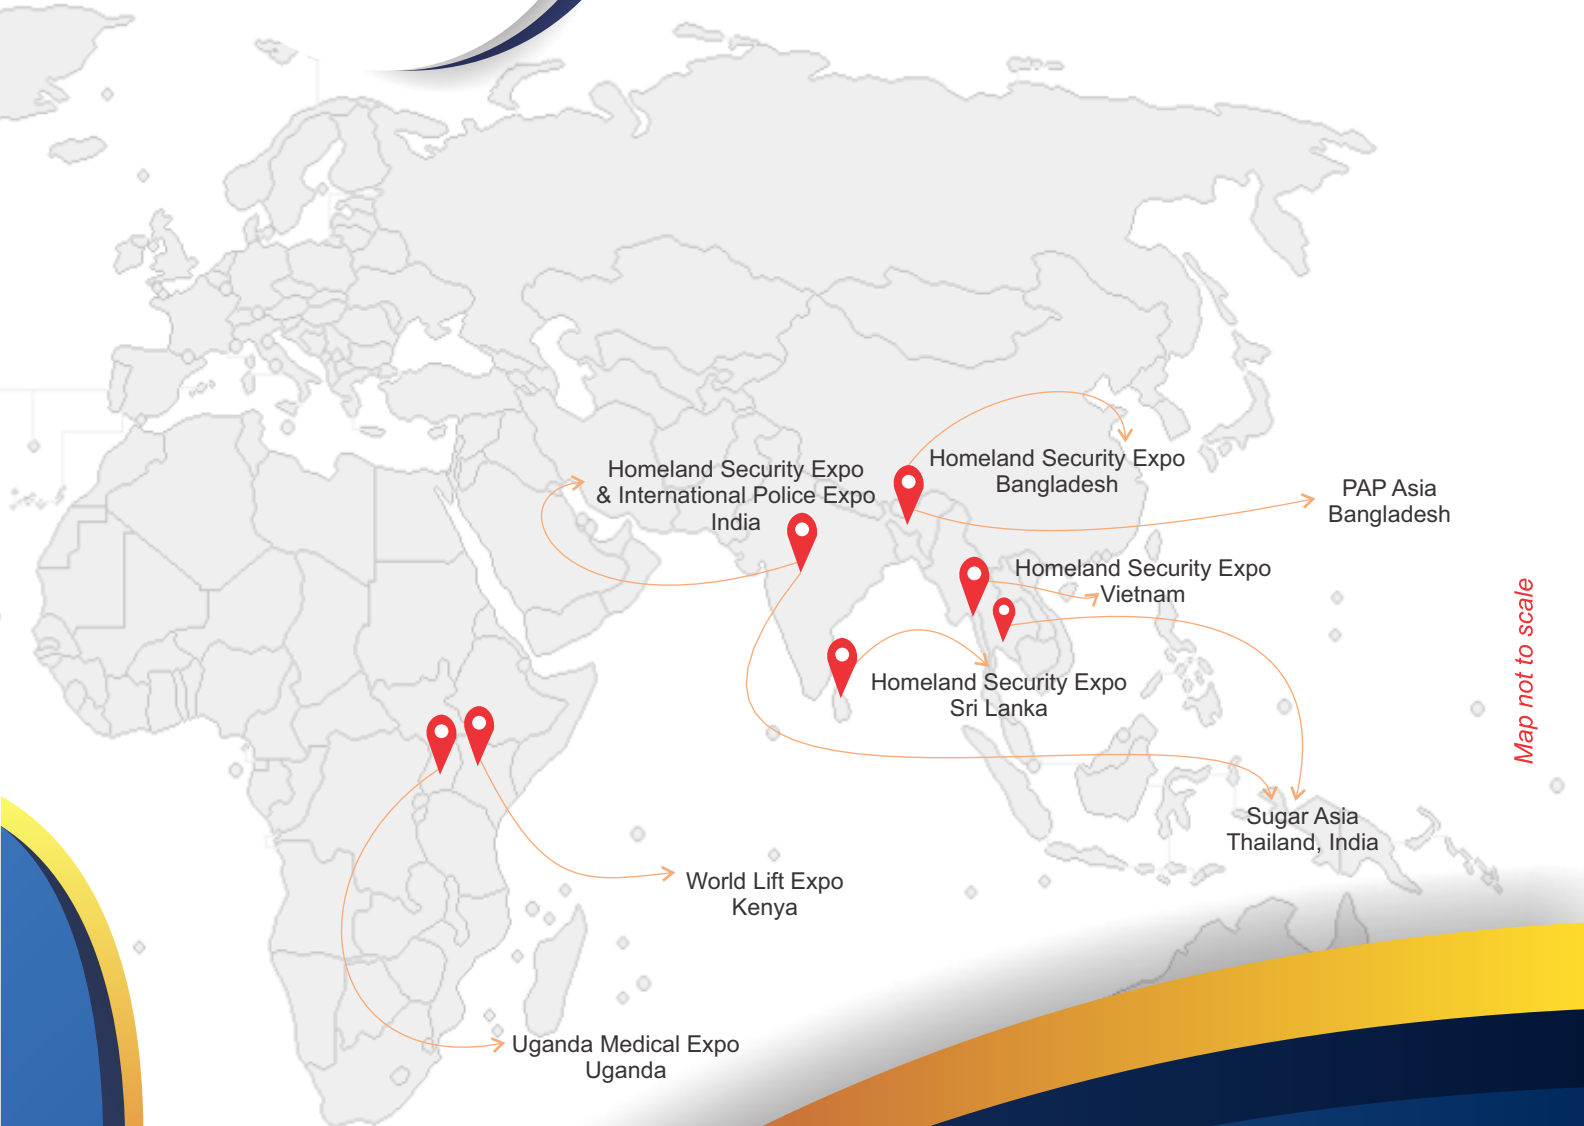 Homeland Security Expo
& International Police Expo
India
Homeland Security Expo
Bangladesh
PAP Asia
Bangladesh
Homeland Security Expo
Vietnam
Homeland Security Expo
Sri Lanka
Sugar Asia
Thailand, India
World Lift Expo
Kenya
Uganda Medical Expo
Uganda
Map not to scale